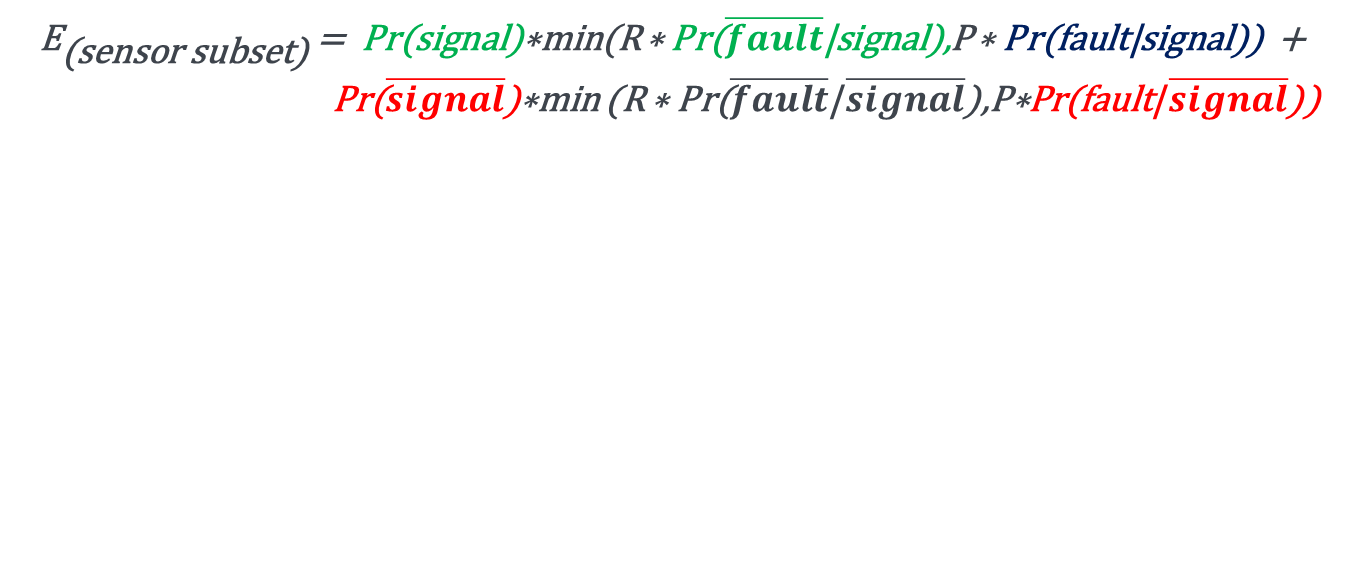 E(sensor subset) = Pr(signal)*min(R * Pr(f̅a̅u̅l̅t̅/signal),P * Pr(fault|signal)) +
Pr(s̅i̅g̅n̅a̅l̅)*min (R * Pr(f̅a̅u̅l̅t̅/s̅i̅g̅n̅a̅l̅),P*Pr(fault|s̅i̅g̅n̅a̅l̅))